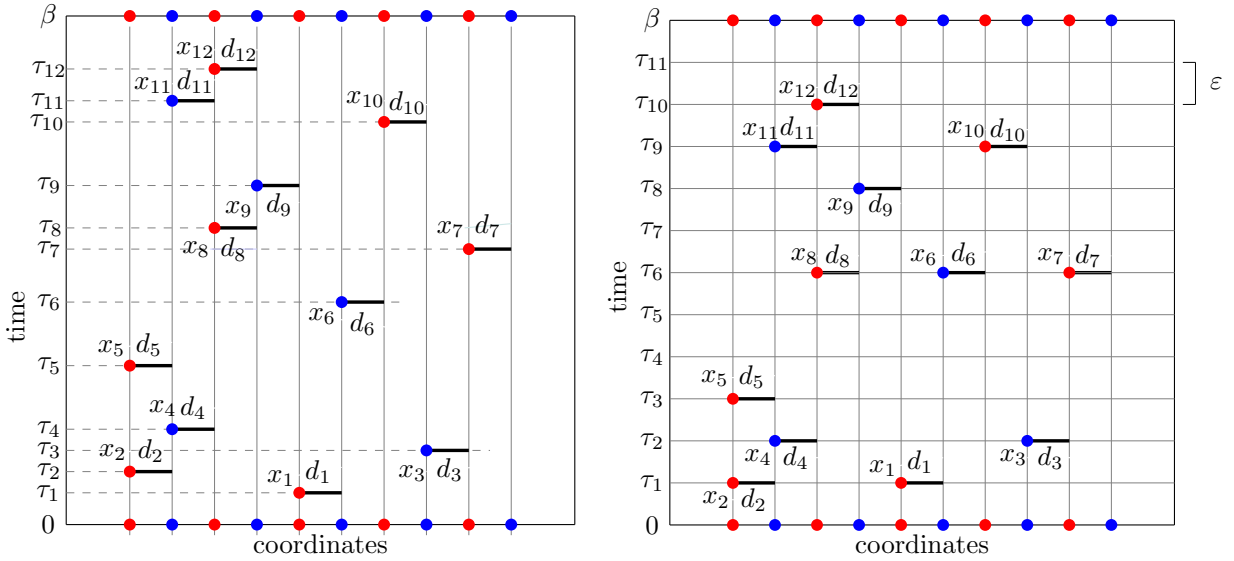 β
τ₁₂
x₁₂ d₁₂
x₁₁ d₁₁
τ₁₁
τ₁₀
x₁₀ d₁₀
τ₉
x₉ d₉
τ₈
x₈ d₈
τ₇
x₇ d₇
τ₆
x₆ d₆
time
τ₅
x₅ d₅
τ₄
x₄ d₄
τ₃
x₃ d₃
τ₂
x₂ d₂
τ₁
x₁ d₁
0
coordinates
β
τ₁₁
ε
τ₁₀
x₁₂ d₁₂
τ₉
x₁₁ d₁₁
x₁₀ d₁₀
τ₈
x₉ d₉
τ₇
τ₆
x₈ d₈
x₆ d₆
x₇ d₇
time
τ₅
τ₄
τ₃
x₅ d₅
τ₂
x₄ d₄
x₃ d₃
τ₁
x₂ d₂
x₁ d₁
0
coordinates